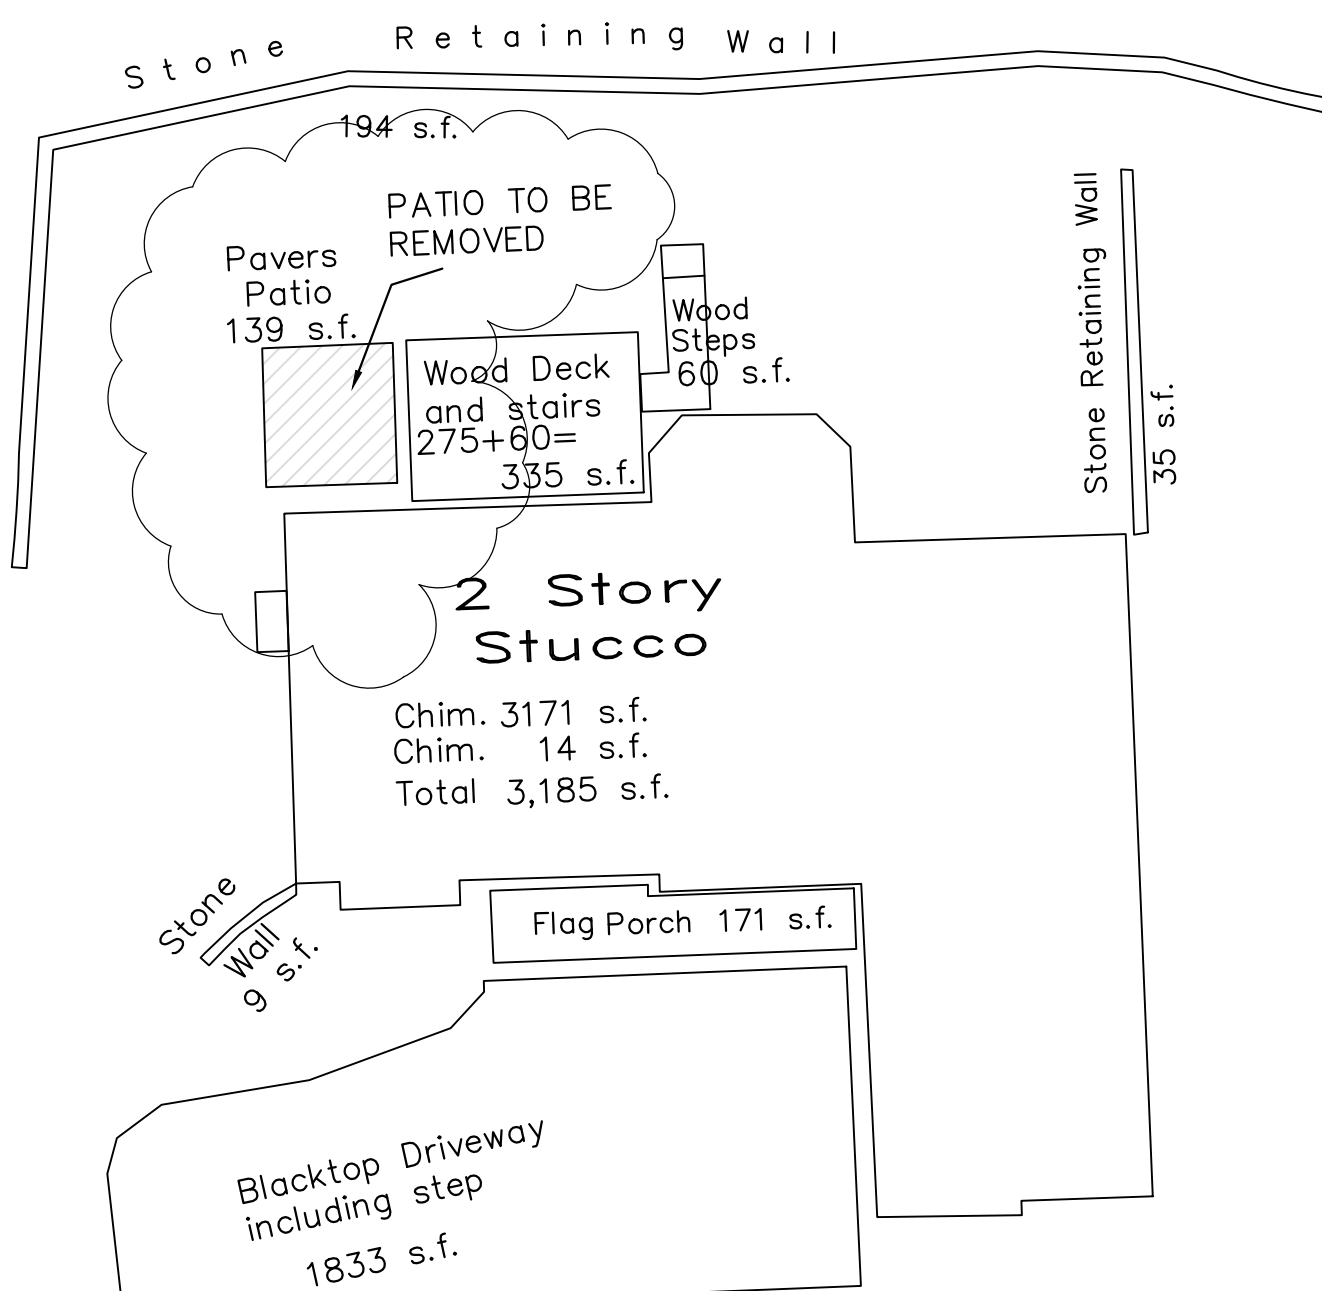 Stone Retaining Wall
194 s.f.
PATIO TO BE
REMOVED
Pavers
Patio
139 s.f.
Wood
Steps
60 s.f.
Wood Deck
and stairs
275+60=
335 s.f.
Stone Retaining Wall
35 s.f.
2 Story
Stucco
Chim. 3171 s.f.
Chim. 14 s.f.
Total 3,185 s.f.
Stone
Wall
9 s.f.
Flag Porch 171 s.f.
Blacktop Driveway
including step
1833 s.f.